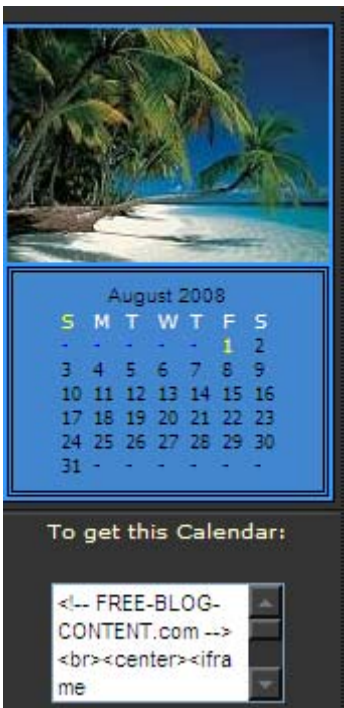 August 2008
S M T W T F S
- - - - - 1 2
3 4 5 6 7 8 9
10 11 12 13 14 15 16
17 18 19 20 21 22 23
24 25 26 27 28 29 30
31 - - - - - -
To get this Calendar:
<!-- FREE-BLOG-
CONTENT.com -->
<br><center><ifra
me